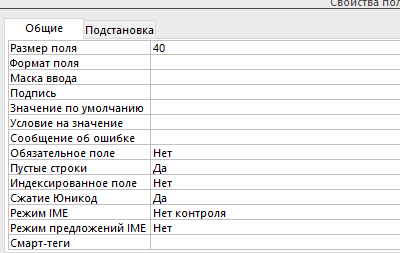 Свойства пол
Общие Подстановка
Размер поля 40
Формат поля
Маска ввода
Подпись
Значение по умолчанию
Условие на значение
Сообщение об ошибке
Обязательное поле Нет
Пустые строки Да
Индексированное поле Нет
Сжатие Юникод Да
Режим IME Нет контроля
Режим предложений IME Нет
Смарт-теги